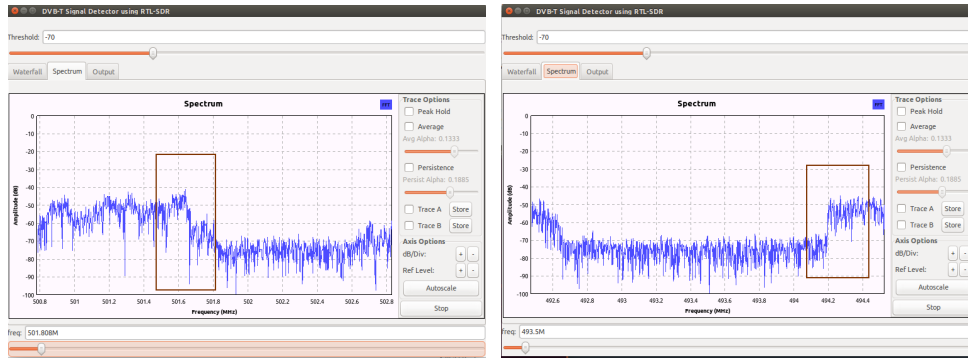 DVB-T Signal Detector using RTL-SDR
Threshold: -70
Waterfall Spectrum Output
Spectrum
FFT
Amplitude (dB)
0
-10
-20
-30
-40
-50
-60
-70
-80
-90
-100
500.8 501 501.2 501.4 501.6 501.8 502 502.2 502.4 502.6 502.8
Frequency (MHz)
Trace Options
Peak Hold
Average
Avg Alpha: 0.1333
Persistence
Persist Alpha: 0.1885
Trace A Store
Trace B Store
Axis Options
dB/Div: + -
Ref Level: + -
Autoscale
Stop
freq: 501.808M
DVB-T Signal Detector using RTL-SDR
Threshold: -70
Waterfall Spectrum Output
Spectrum
FFT
Amplitude (dB)
0
-10
-20
-30
-40
-50
-60
-70
-80
-90
-100
492.6 492.8 493 493.2 493.4 493.6 493.8 494 494.2 494.4
Frequency (MHz)
Trace Options
Peak Hold
Average
Avg Alpha: 0.1333
Persistence
Persist Alpha: 0.1885
Trace A Store
Trace B Store
Axis Options
dB/Div: + -
Ref Level: + -
Autoscale
Stop
freq: 493.5M